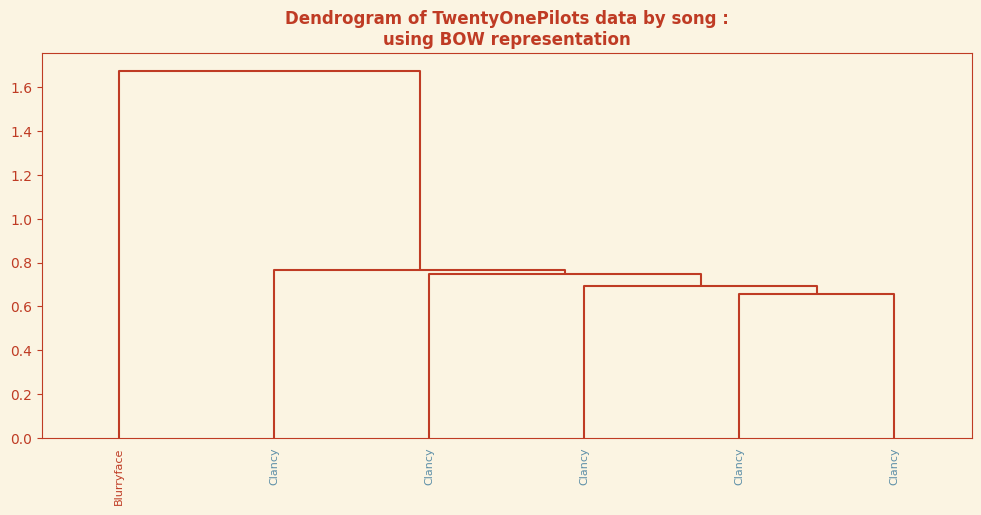 Dendrogram of TwentyOnePilots data by song :
using BOW representation
1.6
1.4
1.2
1.0
0.8
0.6
0.4
0.2
0.0
Blurryface
Clancy
Clancy
Clancy
Clancy
Clancy